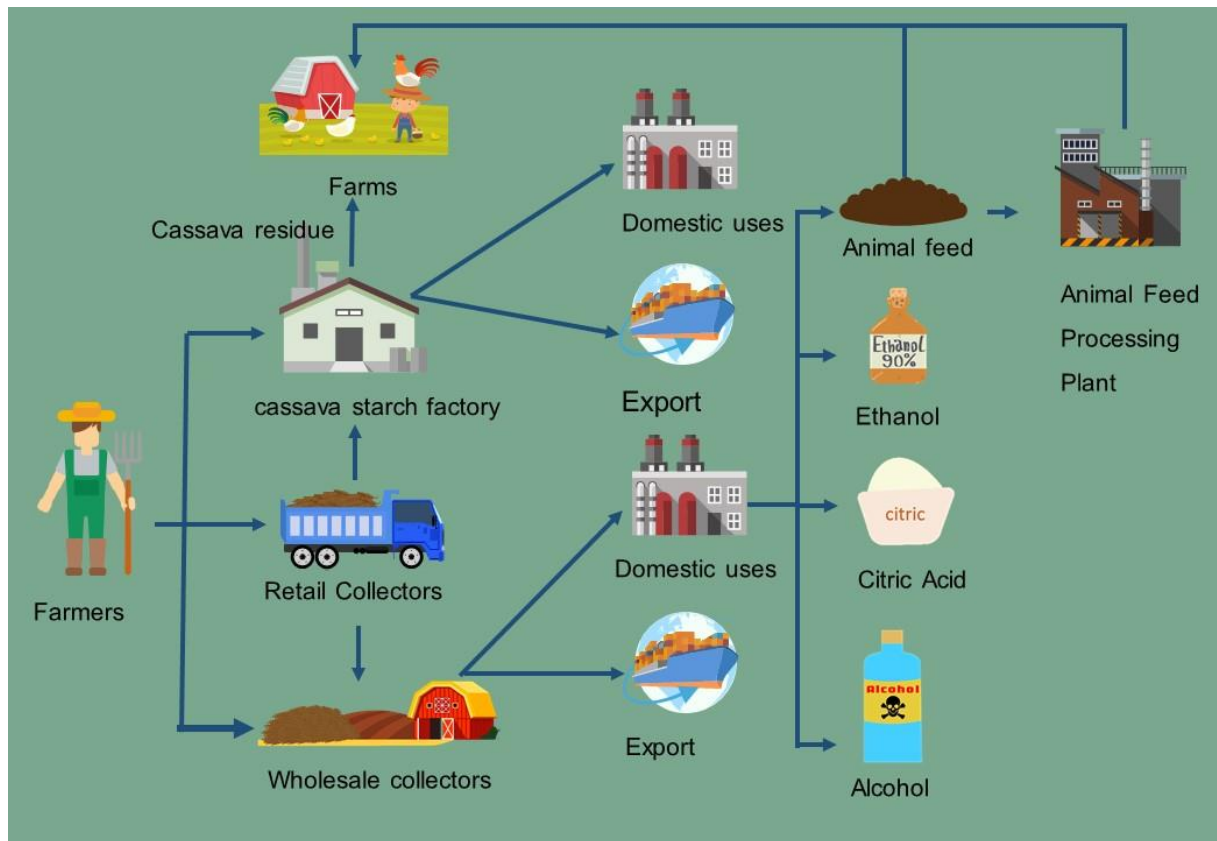 Farms
Cassava residue
cassava starch factory
Farmers
Retail Collectors
Wholesale collectors
Domestic uses
Export
Domestic uses
Export
Animal feed
Ethanol
90%
Ethanol
citric
Citric Acid
Alcohol
Alcohol
Animal Feed
Processing
Plant